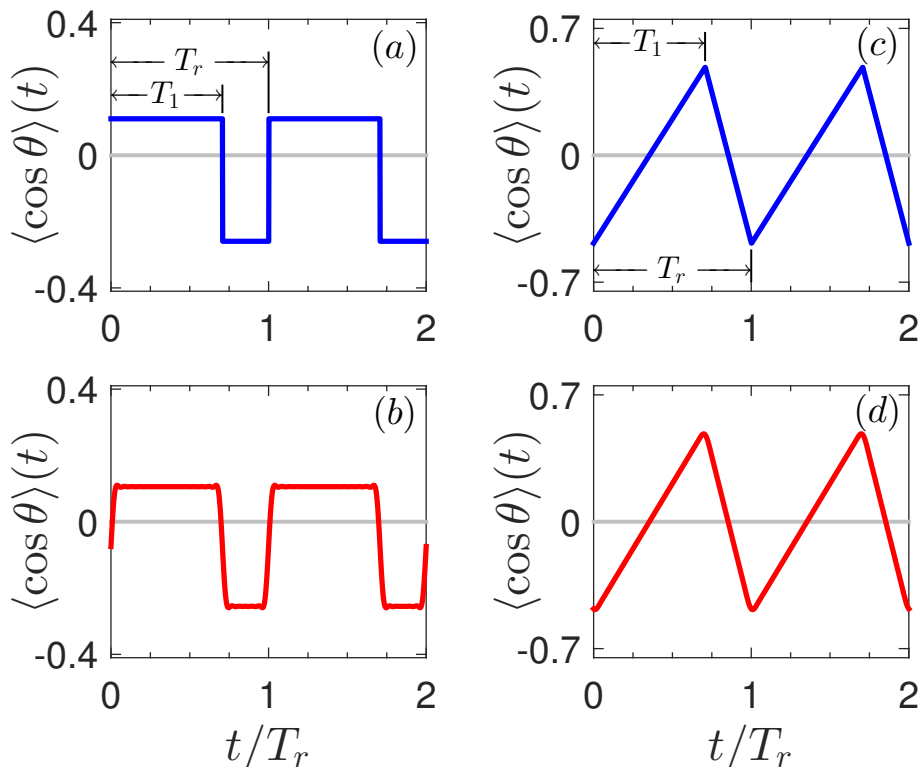 (a)
0.4
0
-0.4
⟨cos θ⟩(t)
T_r
T_1
0
1
2
(c)
0.7
0
-0.7
⟨cos θ⟩(t)
T_1
T_r
0
1
2
(b)
0.4
0
-0.4
⟨cos θ⟩(t)
0
1
2
t/T_r
(d)
0.7
0
-0.7
⟨cos θ⟩(t)
0
1
2
t/T_r